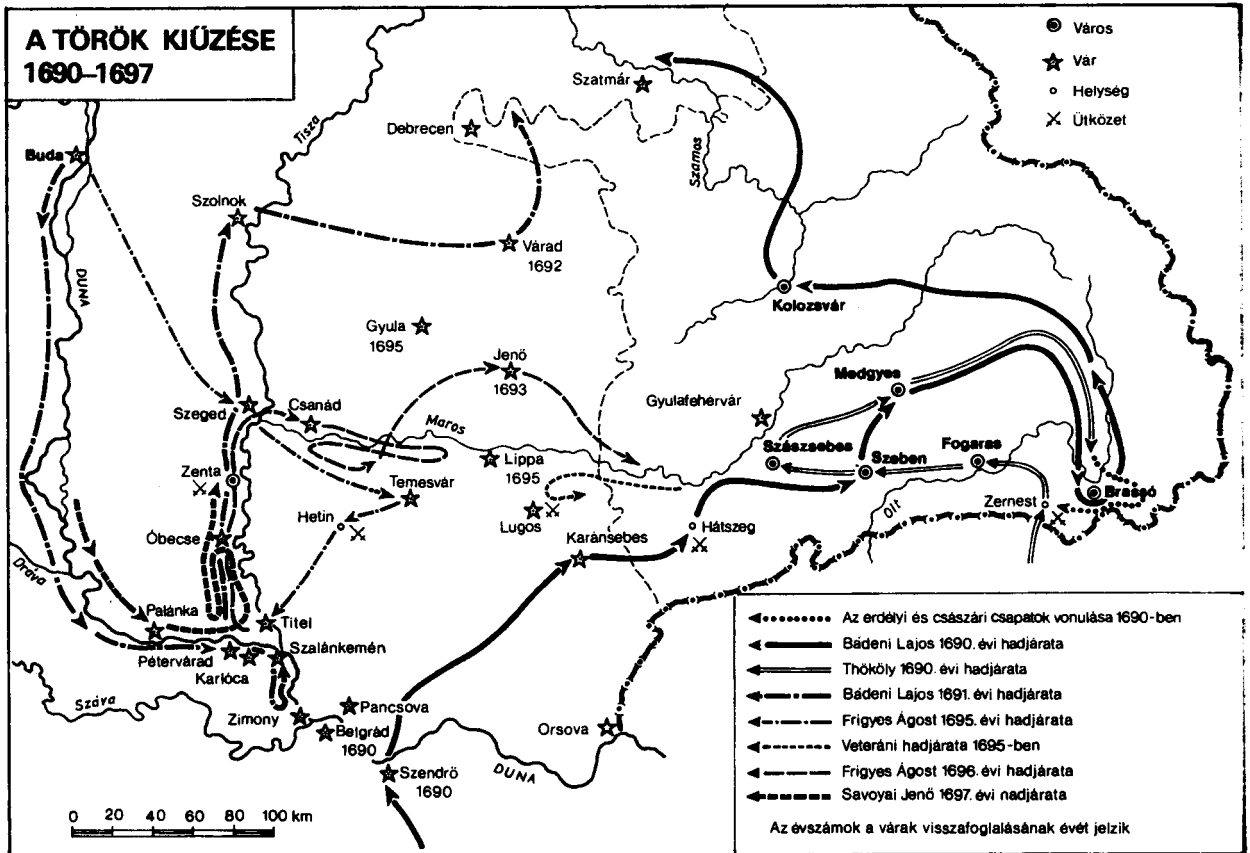 A TÖRÖK KIŰZÉSE
1690–1697
Város
Vár
Helység
Ütközet
Szatmár
Debrecen
Tisza
Szamos
Buda
Szolnok
Várad
1692
DUNA
Kolozsvár
Gyula
1695
Jenő
1693
Medgyes
Szeged
Csanád
Maros
Gyulafehérvár
Szászsebes
Fogaras
Szeben
Zenta
Lippa
1695
Temesvár
Brassó
Zernest
Olt
Hetin
Lugos
Hátszeg
Óbecse
Karánsebes
Dráva
Palánka
Titel
Pétervárad
Szalánkemén
Karlóca
Száva
Zimony
Pancsova
Belgrád
1690
Orsova
Szendrő
1690
DUNA
0 20 40 60 80 100 km
Az erdélyi és császári csapatok vonulása 1690-ben
Bádeni Lajos 1690. évi hadjárata
Thököly 1690. évi hadjárata
Bádeni Lajos 1691. évi hadjárata
Frigyes Ágost 1695. évi hadjárata
Veteráni hadjárata 1695-ben
Frigyes Ágost 1696. évi hadjárata
Savoyai Jenő 1697. évi nadjárata
Az évszámok a várak visszafoglalásának évét jelzik